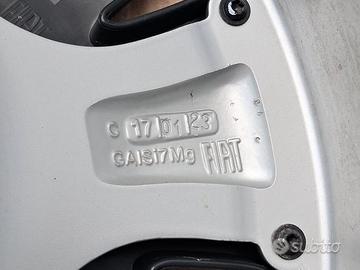 C 17 01 23
GAlSi7Mg FIAT
subito